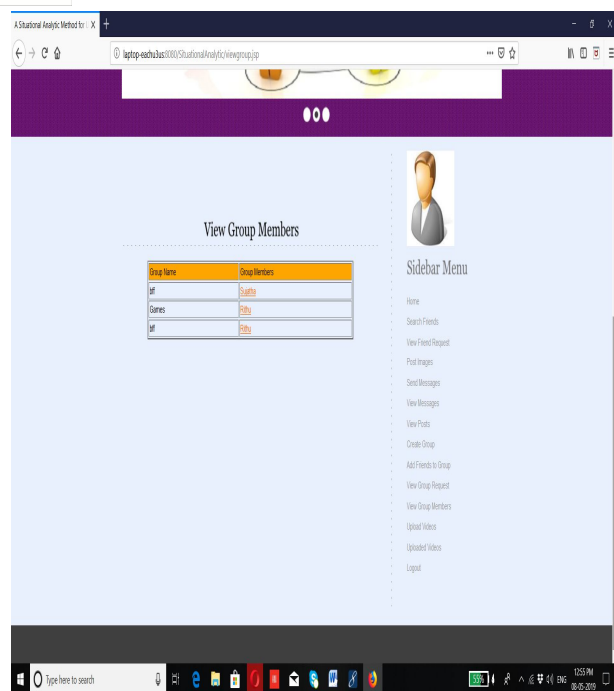 A Situational Analytic Method for
laptop-eachu3us:8080/SituationalAnalytic/viewgroup.jsp
View Group Members
Group Name Group Members
bff Sujatha
Games Rithu
bff Rithu
Sidebar Menu
Home
Search Friends
View Friend Request
Post Images
Send Messages
View Messages
View Posts
Create Group
Add Friends to Group
View Group Request
View Group Members
Upload Videos
Uploaded Videos
Logout
Type here to search
55%
ENG
12:55 PM
08-05-2019